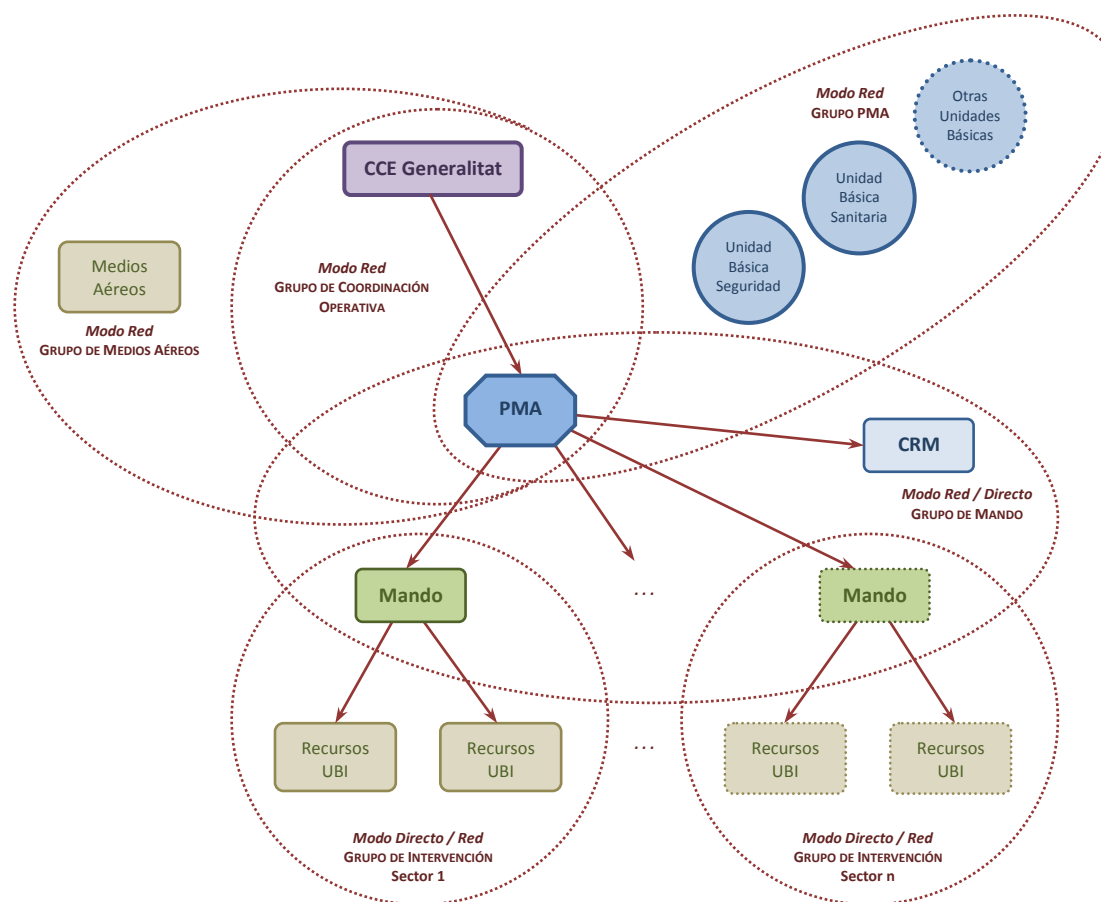 Modo Red
GRUPO PMA
Otras
Unidades
Básicas
CCE Generalitat
Unidad
Básica
Sanitaria
Unidad
Básica
Seguridad
Medios
Aéreos
Modo Red
GRUPO DE COORDINACIÓN
OPERATIVA
Modo Red
GRUPO DE MEDIOS AÉREOS
PMA
CRM
Modo Red / Directo
GRUPO DE MANDO
Mando
...
Mando
Recursos
UBI
Recursos
UBI
...
Recursos
UBI
Recursos
UBI
Modo Directo / Red
GRUPO DE INTERVENCIÓN
Sector 1
Modo Directo / Red
GRUPO DE INTERVENCIÓN
Sector n